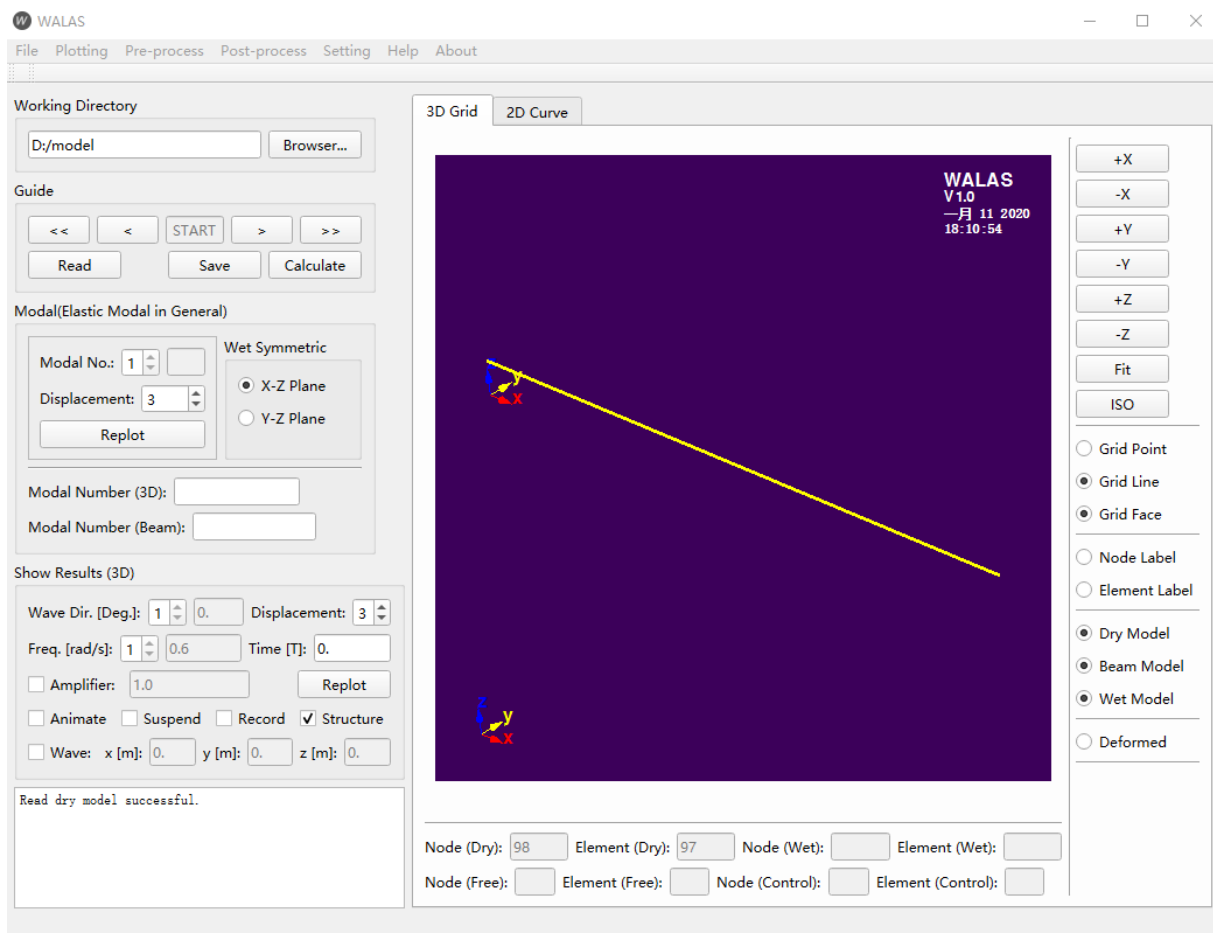 WALAS
File Plotting Pre-process Post-process Setting Help About
Working Directory
D:/model Browser...
Guide
<< < START > >>
Read Save Calculate
Modal(Elastic Modal in General)
Modal No.: 1
Displacement: 3
Replot
Wet Symmetric
X-Z Plane
Y-Z Plane
Modal Number (3D):
Modal Number (Beam):
Show Results (3D)
Wave Dir. [Deg.]: 1 0. Displacement: 3
Freq. [rad/s]: 1 0.6 Time [T]: 0.
Amplifier: 1.0 Replot
Animate Suspend Record Structure
Wave: x [m]: 0. y [m]: 0. z [m]: 0.
Read dry model successful.
3D Grid 2D Curve
WALAS
V 1.0
一月 11 2020
18:10:54
y
x
z
y
x
Node (Dry): 98 Element (Dry): 97 Node (Wet): Element (Wet):
Node (Free): Element (Free): Node (Control): Element (Control):
+X
-X
+Y
-Y
+Z
-Z
Fit
ISO
Grid Point
Grid Line
Grid Face
Node Label
Element Label
Dry Model
Beam Model
Wet Model
Deformed